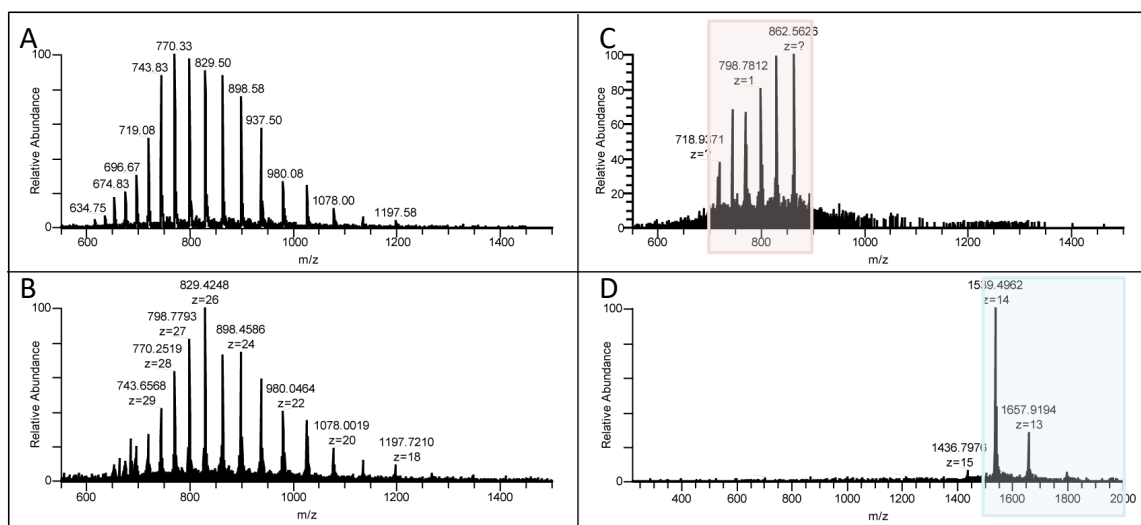 A
770.33
100
743.83
829.50
898.58
719.08
937.50
Relative Abundance
696.67
674.83
980.08
634.75
1078.00
1197.58
0
600
800
1000
1200
1400
m/z
C
862.5626
z=?
100
798.7812
z=1
80
60
718.9371
z=?
40
20
0
Relative Abundance
600
800
1000
1200
1400
m/z
B
829.4248
z=26
100
798.7793
z=27
898.4586
z=24
770.2519
z=28
743.6568
z=29
980.0464
z=22
1078.0019
z=20
1197.7210
z=18
Relative Abundance
0
600
800
1000
1200
1400
m/z
D
1539.4962
z=14
100
1657.9194
z=13
1436.7976
z=15
Relative Abundance
0
400
600
800
1000
1200
1400
1600
1800
2000
m/z